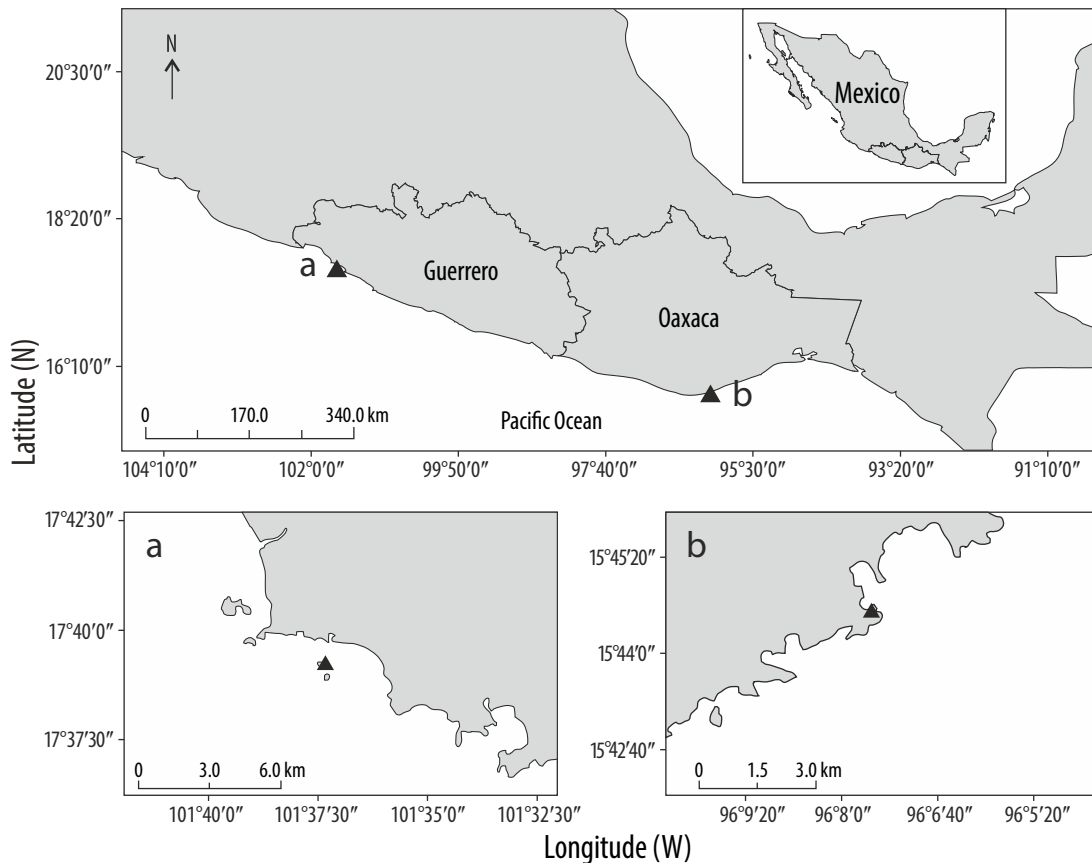 N
Mexico
20°30'0″
18°20'0″
16°10'0″
a
Guerrero
Oaxaca
b
0 170.0 340.0 km
Pacific Ocean
Latitude (N)
104°10'0″ 102°0'0″ 99°50'0″ 97°40'0″ 95°30'0″ 93°20'0″ 91°10'0″
a
17°42'30″
17°40'0″
17°37'30″
0 3.0 6.0 km
101°40'0″ 101°37'30″ 101°35'0″ 101°32'30″
b
15°45'20″
15°44'0″
15°42'40″
0 1.5 3.0 km
96°9'20″ 96°8'0″ 96°6'40″ 96°5'20″
Longitude (W)